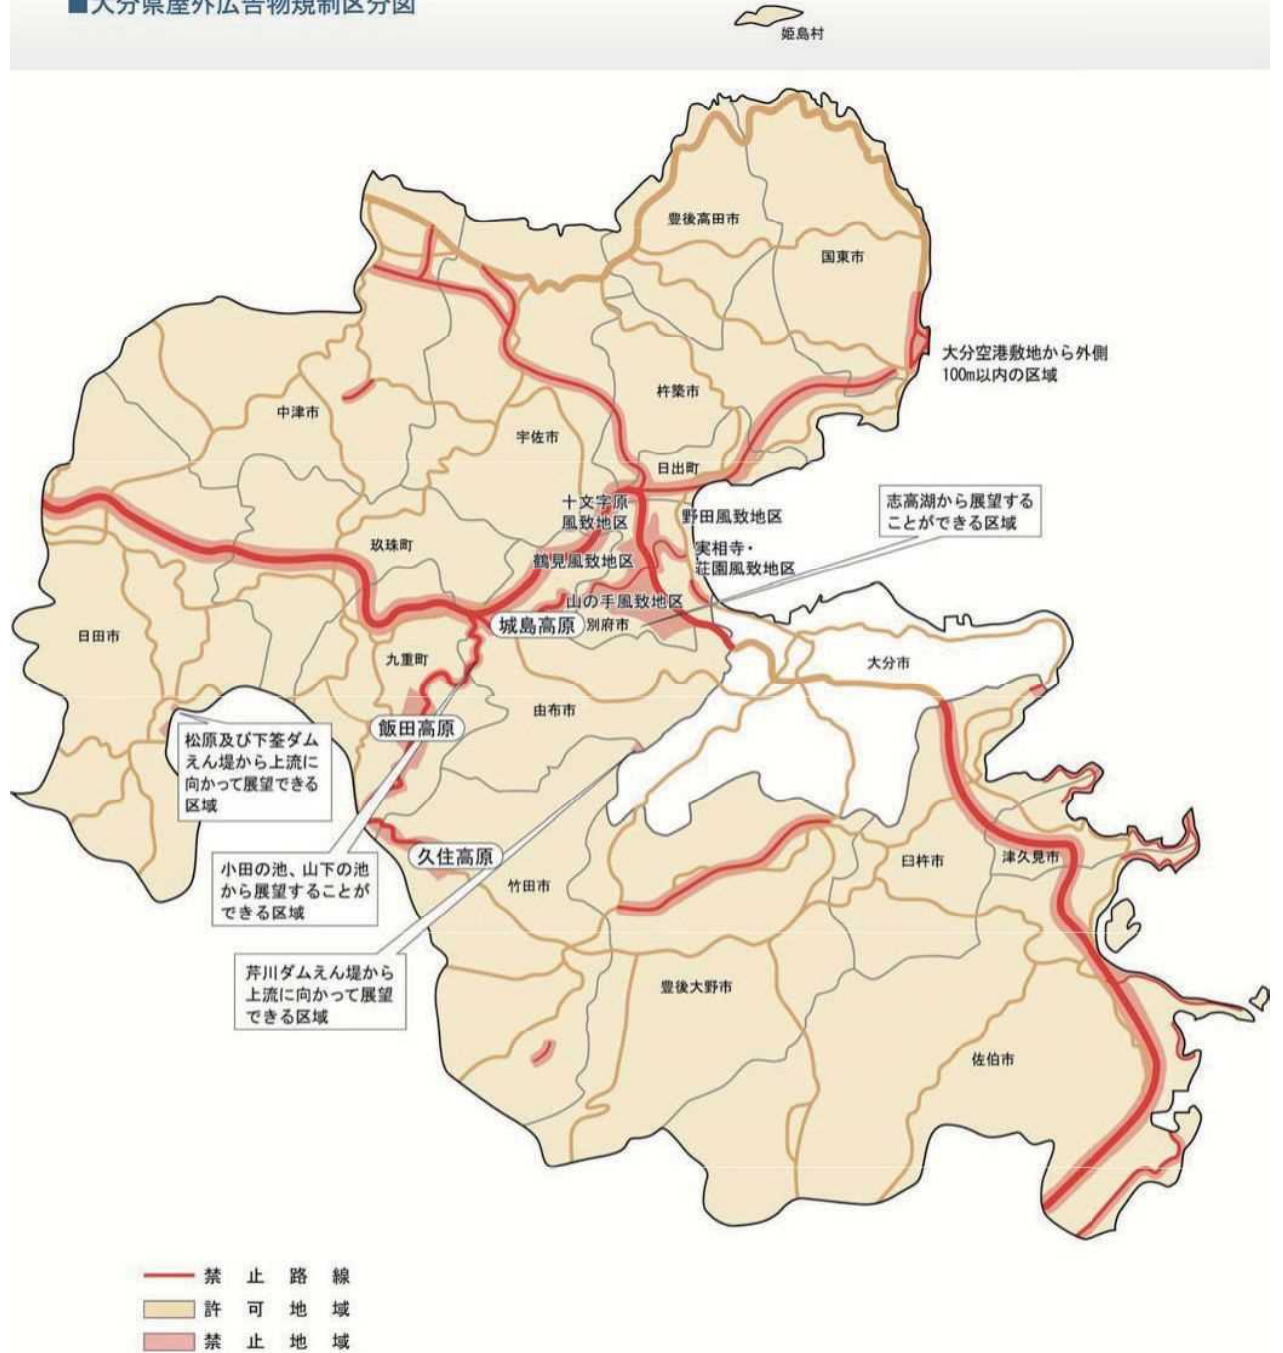 ■大分県屋外広告物規制区分図
姫島村
豊後高田市
国東市
大分空港敷地から外側
100m以内の区域
杵築市
中津市
宇佐市
日出町
十文字原
風致地区
野田風致地区
志高湖から展望する
ことができる区域
玖珠町
鶴見風致地区
実相寺・
荘園風致地区
山の手風致地区
城島高原
別府市
日田市
九重町
大分市
由布市
飯田高原
松原及び下筌ダム
えん堤から上流に
向かって展望できる
区域
久住高原
臼杵市
津久見市
小田の池、山下の池
から展望することが
できる区域
竹田市
芹川ダムえん堤から
上流に向かって展望
できる区域
豊後大野市
佐伯市
禁止路線
許可地域
禁止地域